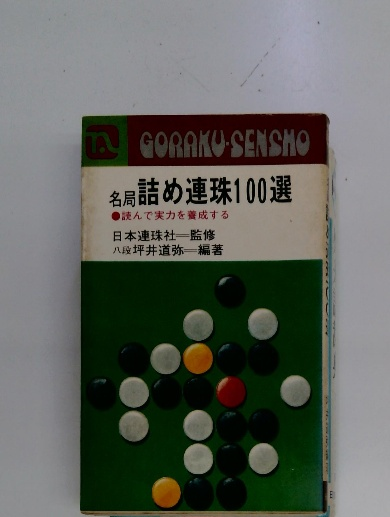 GORAKU・SENSHO
名局詰め連珠100選
●読んで実力を養成する
日本連珠社＝監修
八段坪井道弥＝編著